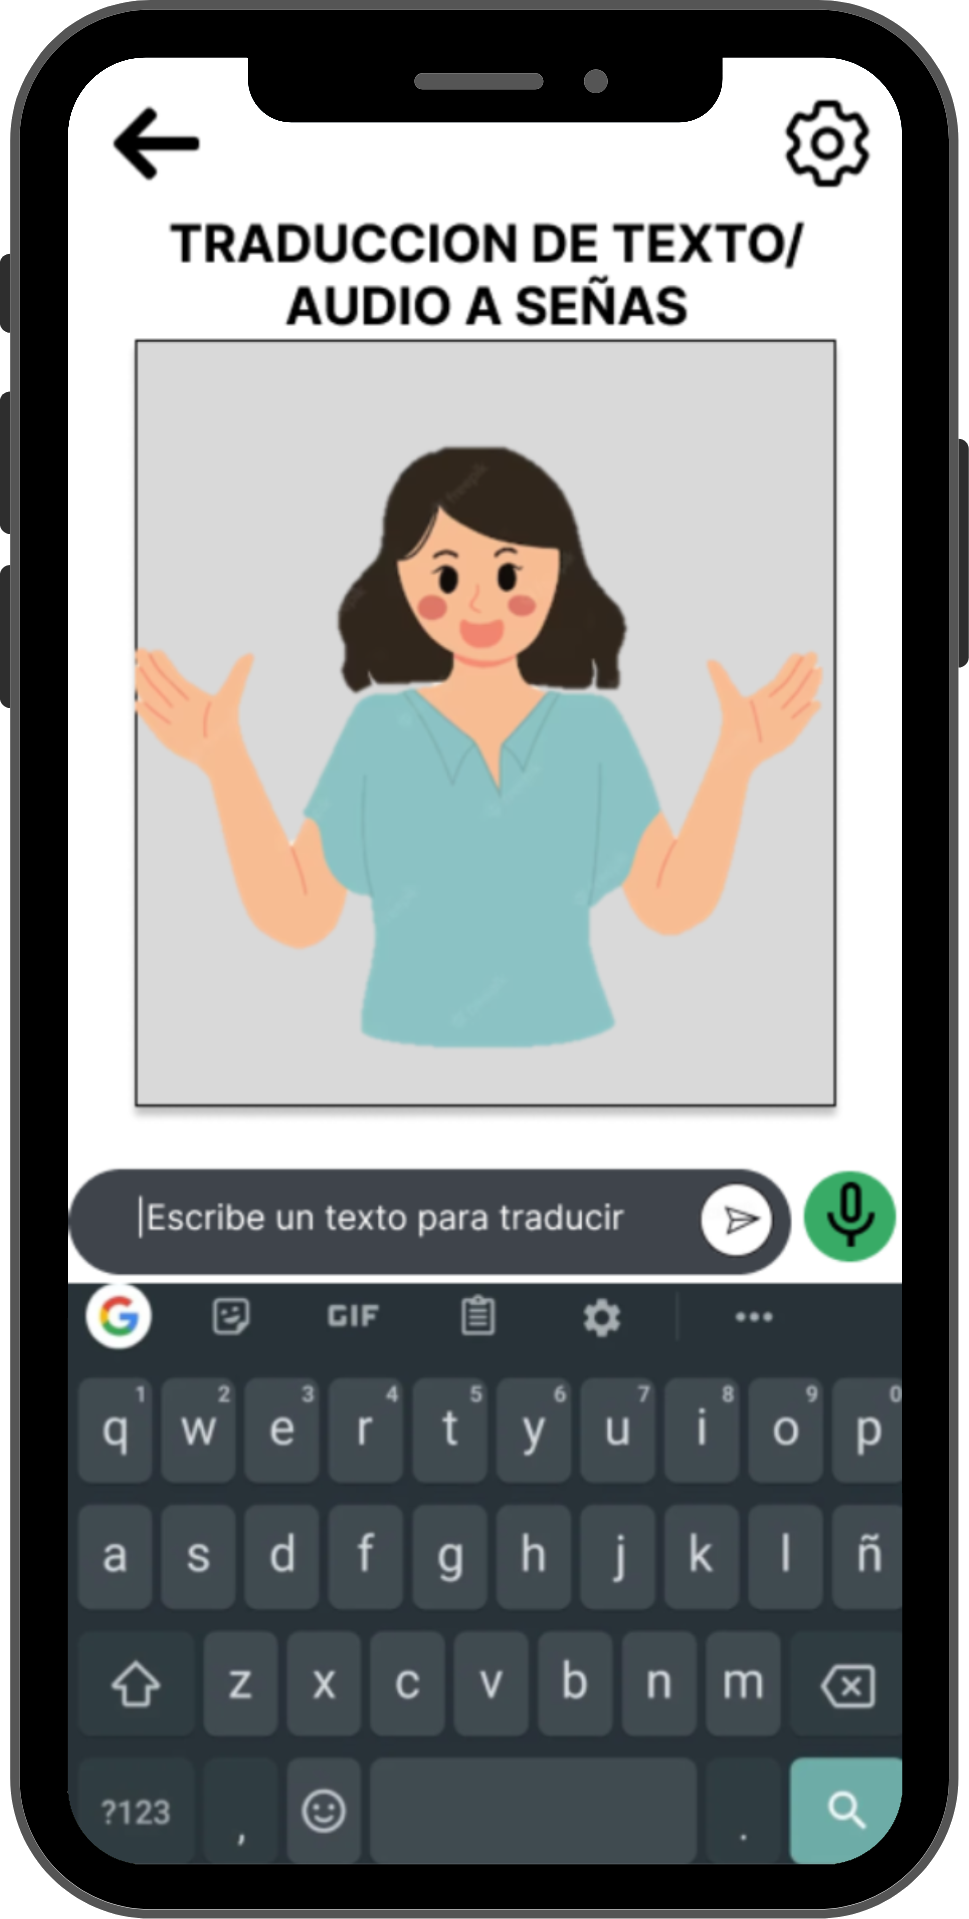 TRADUCCION DE TEXTO/
AUDIO A SEÑAS
Escribe un texto para traducir
G GIF
1 2 3 4 5 6 7 8 9 0
q w e r t y u i o p
a s d f g h j k l ñ
z x c v b n m
?123 , .